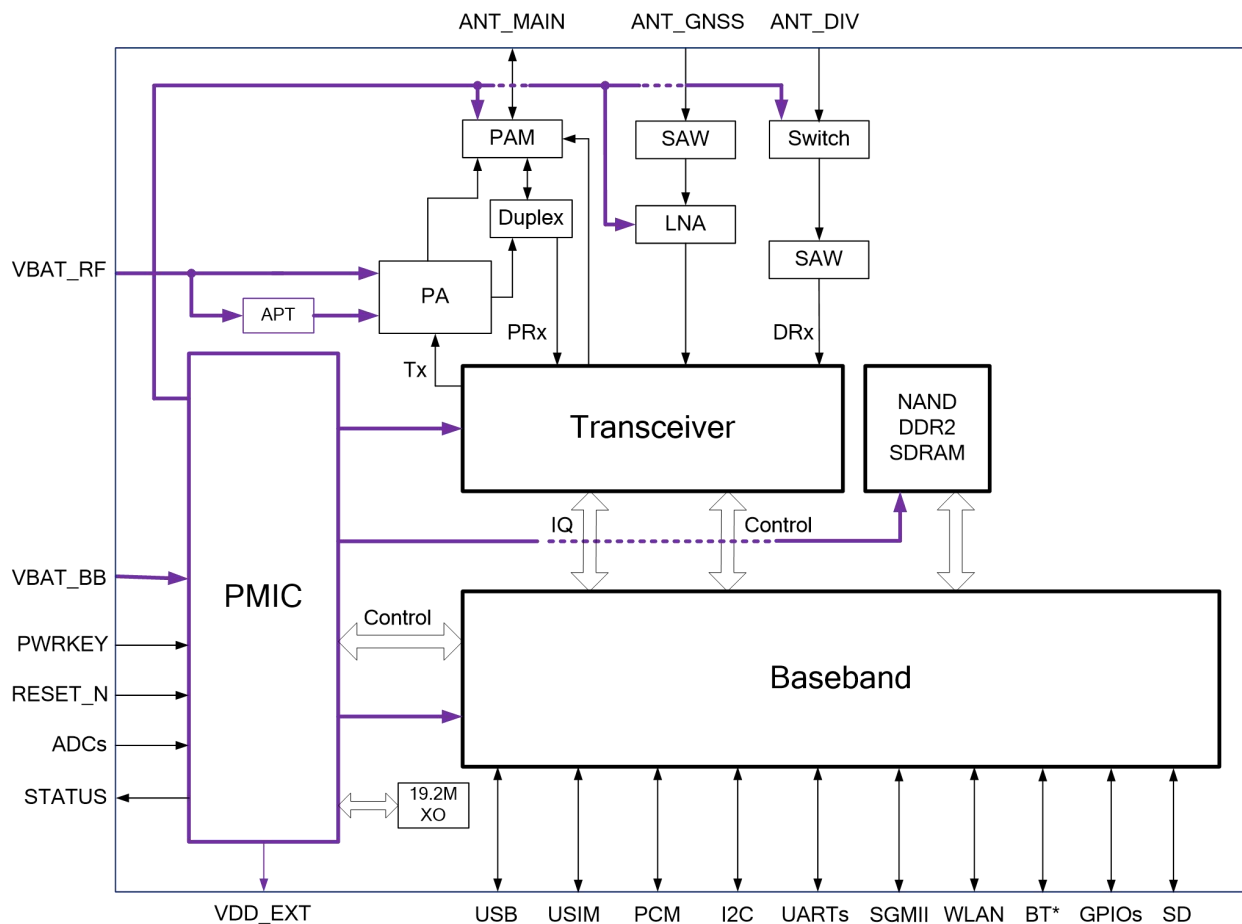 ANT_MAIN
ANT_GNSS
ANT_DIV
PAM
SAW
Switch
Duplex
LNA
SAW
VBAT_RF
PA
APT
PRx
DRx
Tx
Transceiver
NAND
DDR2
SDRAM
IQ
Control
VBAT_BB
PMIC
Control
PWRKEY
Baseband
RESET_N
ADCs
STATUS
19.2M
XO
VDD_EXT
USB
USIM
PCM
I2C
UARTs
SGMII
WLAN
BT*
GPIOs
SD